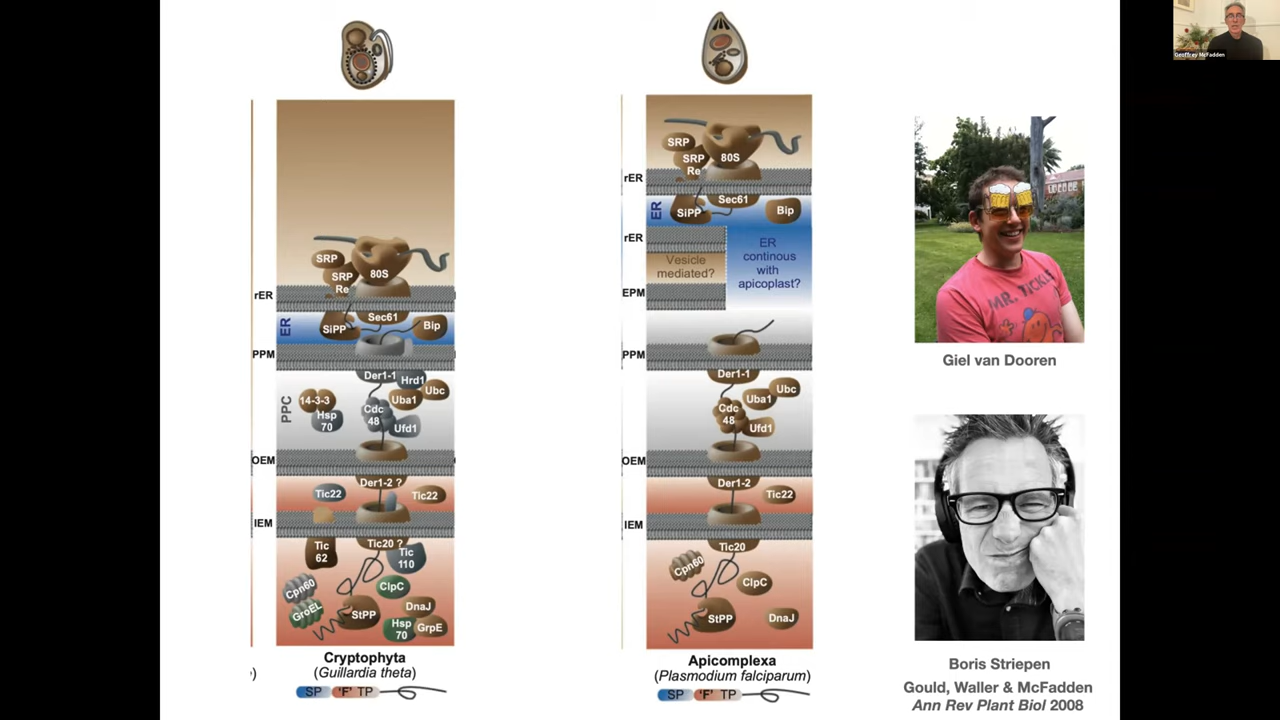 Geoffrey McFadden
SRP
SRP
Re
80S
rER
Sec61
ER
SiPP
Bip
PPM
Der1-1
Hrd1
Ubc
Uba1
PPC
14-3-3
Hsp
70
Cdc
48
Ufd1
OEM
Der1-2 ?
Tic22
Tic22
IEM
Tic20 ?
Tic
62
Tic
110
Cpn60
ClpC
GroEL
StPP
DnaJ
Hsp
70
GrpE
Cryptophyta
(Guillardia theta)
)
SP 'F' TP
SRP
SRP
Re
80S
rER
Sec61
ER
SiPP
Bip
rER
Vesicle
mediated?
ER
continous
with
apicoplast?
EPM
PPM
Der1-1
Ubc
Uba1
Cdc
48
Ufd1
OEM
Der1-2
Tic22
IEM
Tic20
Cpn60
ClpC
StPP
DnaJ
Apicomplexa
(Plasmodium falciparum)
SP 'F' TP
MR. TICKLE
Giel van Dooren
Boris Striepen
Gould, Waller & McFadden
Ann Rev Plant Biol 2008